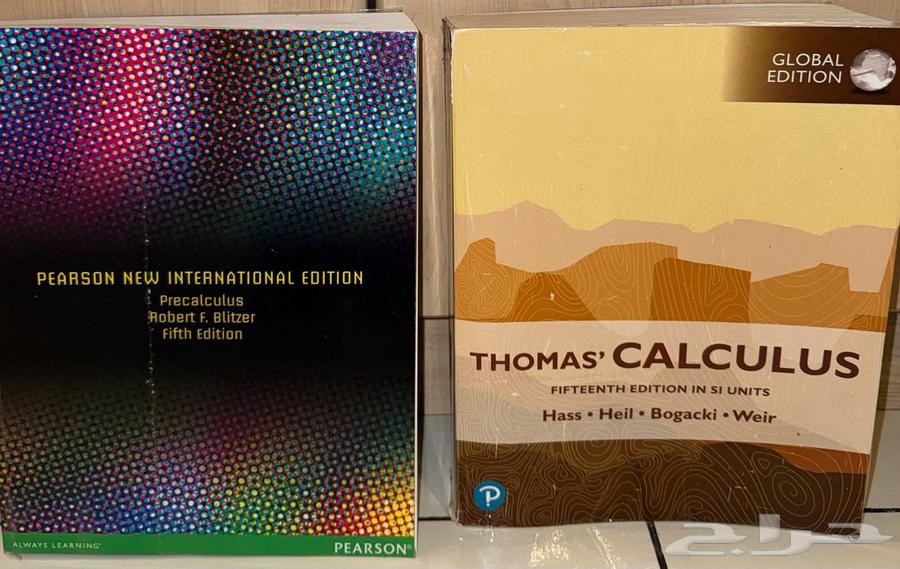 PEARSON NEW INTERNATIONAL EDITION
Precalculus
Robert F. Blitzer
Fifth Edition
ALWAYS LEARNING
PEARSON
GLOBAL
EDITION
THOMAS' CALCULUS
FIFTEENTH EDITION IN SI UNITS
Hass • Heil • Bogacki • Weir
P
حراج